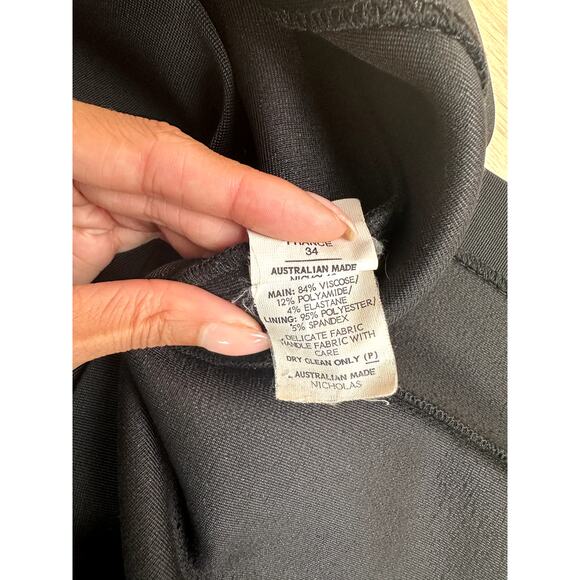 FRANCE
34
AUSTRALIAN MADE
MAIN: 84% VISCOSE/
12% POLYAMIDE/
4% ELASTANE
LINING: 95% POLYESTER/
5% SPANDEX
DELICATE FABRIC
HANDLE FABRIC WITH
CARE
DRY CLEAN ONLY (P)
AUSTRALIAN MADE
NICHOLAS